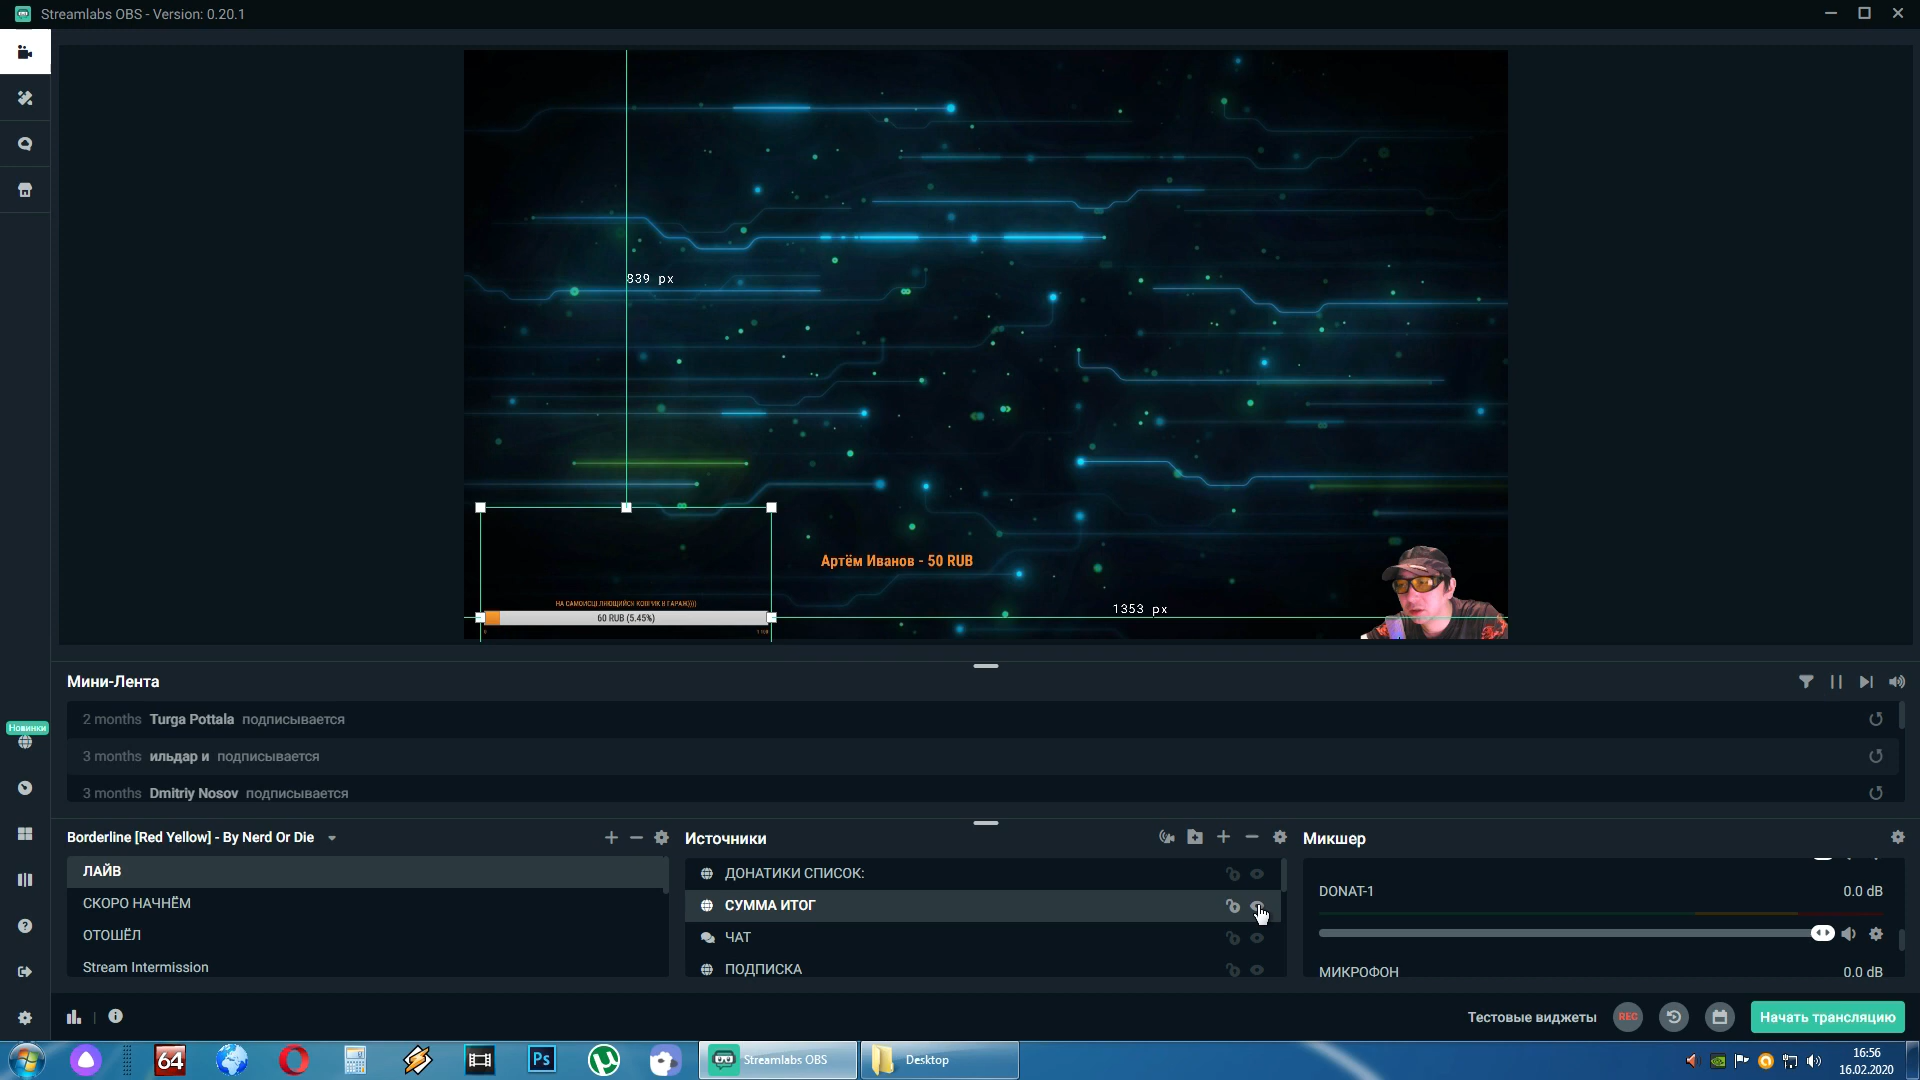 Streamlabs OBS - Version: 0.20.1
839 px
Артём Иванов - 50 RUB
1353 px
60 RUB (5.45%)
0
Мини-Лента
2 months Turga Pottala подписывается
3 months ильдар и подписывается
3 months Dmitriy Nosov подписывается
Новинки
Borderline [Red Yellow] - By Nerd Or Die
ЛАЙВ
СКОРО НАЧНЁМ
ОТОШЁЛ
Stream Intermission
Источники
ДОНАТИКИ СПИСОК:
СУММА ИТОГ
ЧАТ
ПОДПИСКА
Микшер
DONAT-1 0.0 dB
МИКРОФОН 0.0 dB
Тестовые виджеты
REC
Начать трансляцию
64
Ps
Streamlabs OBS
Desktop
16:56
16.02.2020